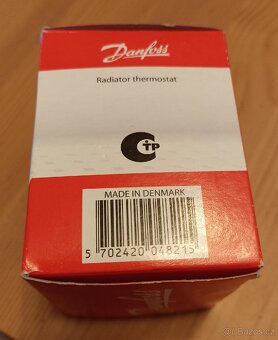 Danfoss
Radiator thermostat
MADE IN DENMARK
5 702420 048215